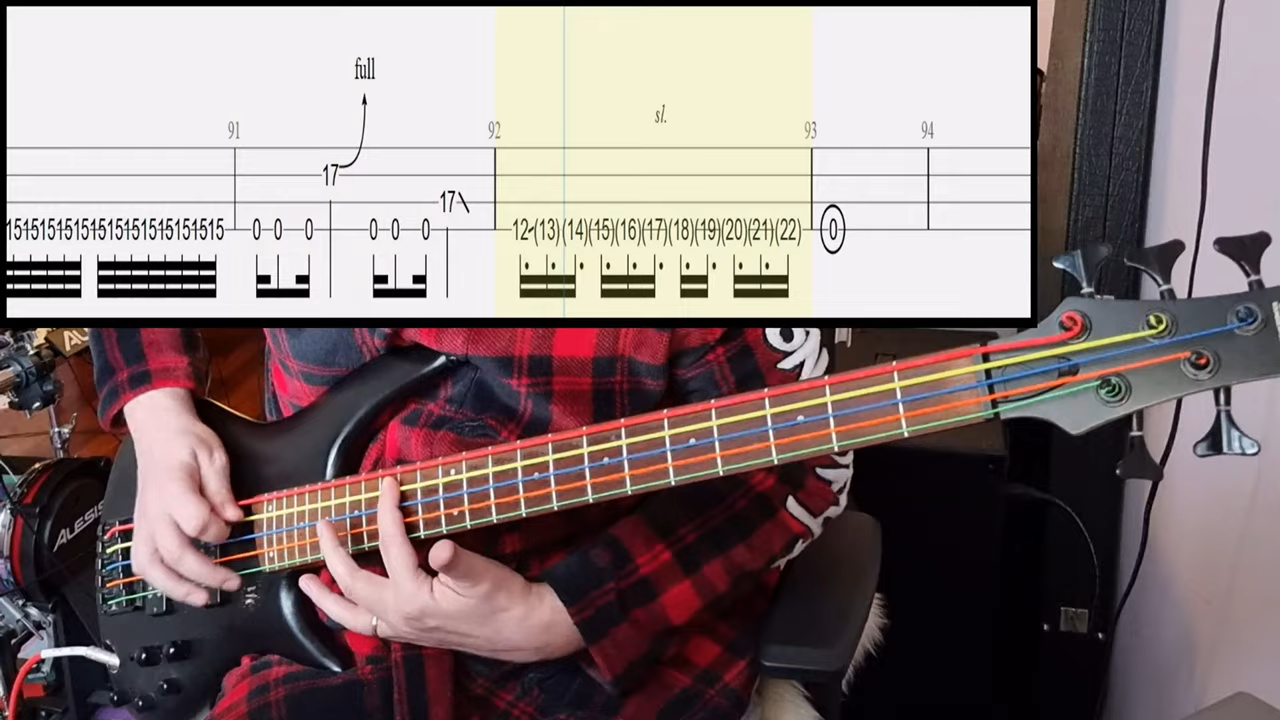 full
91
92
sl.
93
94
17
17
15151515151515151515151515 0 0 0 0 0 0 12-(13)(14)(15)(16)(17)(18)(19)(20)(21)(22) 0
ALESIS